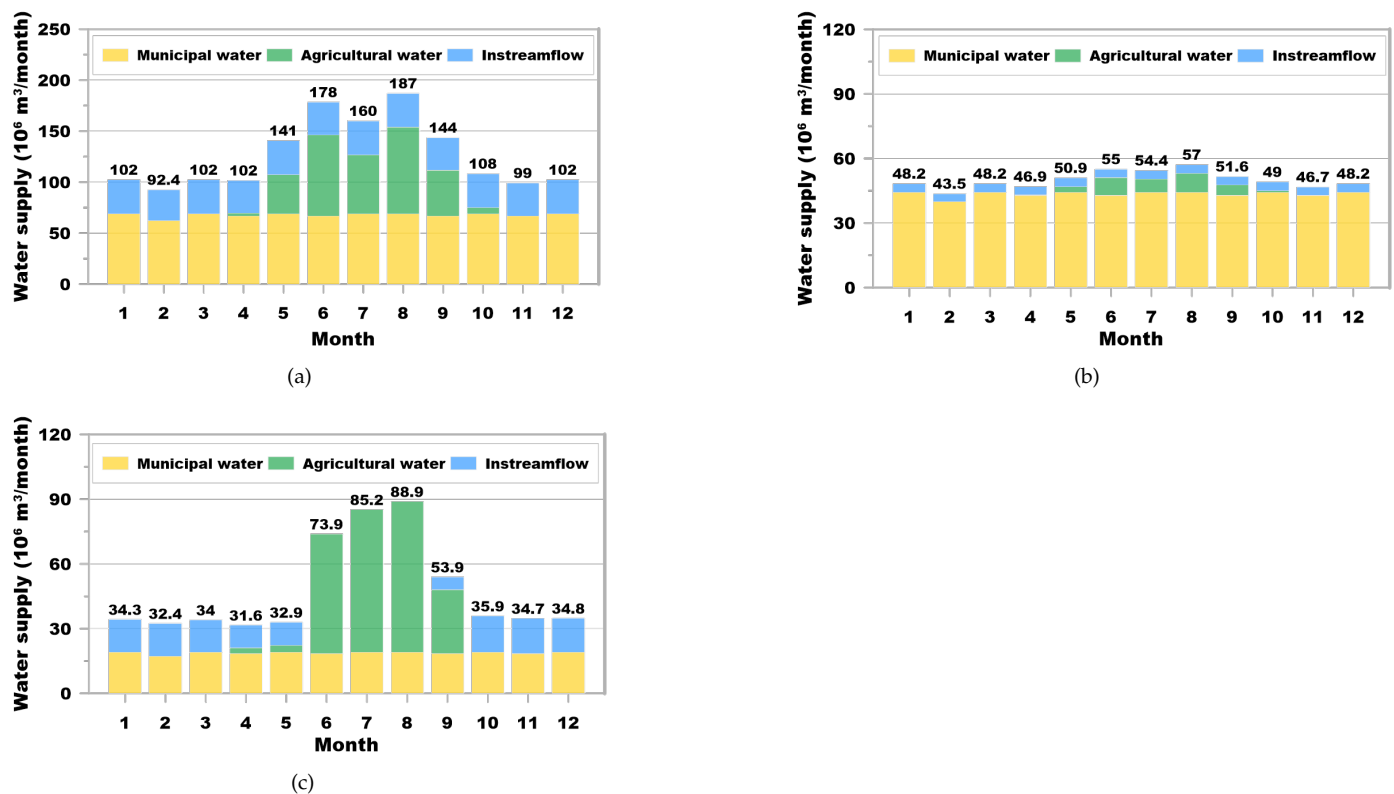 Water supply (10⁶ m³/month)
250
200
150
100
50
0
Municipal water Agricultural water Instreamflow
102 92.4 102 102 141 178 160 187 144 108 99 102
1 2 3 4 5 6 7 8 9 10 11 12
Month
(a)
Water supply (10⁶ m³/month)
120
90
60
30
0
Municipal water Agricultural water Instreamflow
48.2 43.5 48.2 46.9 50.9 55 54.4 57 51.6 49 46.7 48.2
1 2 3 4 5 6 7 8 9 10 11 12
Month
(b)
Water supply (10⁶ m³/month)
120
90
60
30
0
Municipal water Agricultural water Instreamflow
34.3 32.4 34 31.6 32.9 73.9 85.2 88.9 53.9 35.9 34.7 34.8
1 2 3 4 5 6 7 8 9 10 11 12
Month
(c)